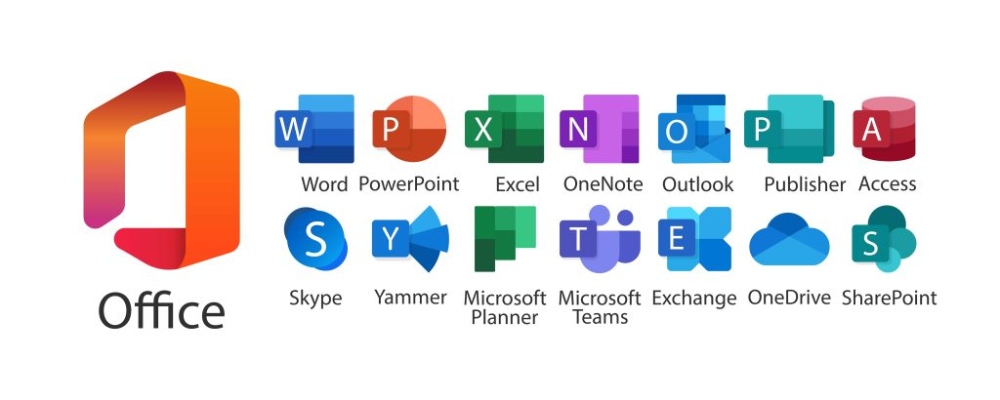 Office
W P X N O P A
Word PowerPoint Excel OneNote Outlook Publisher Access
S Y T E S
Skype Yammer Microsoft Planner Microsoft Teams Exchange OneDrive SharePoint